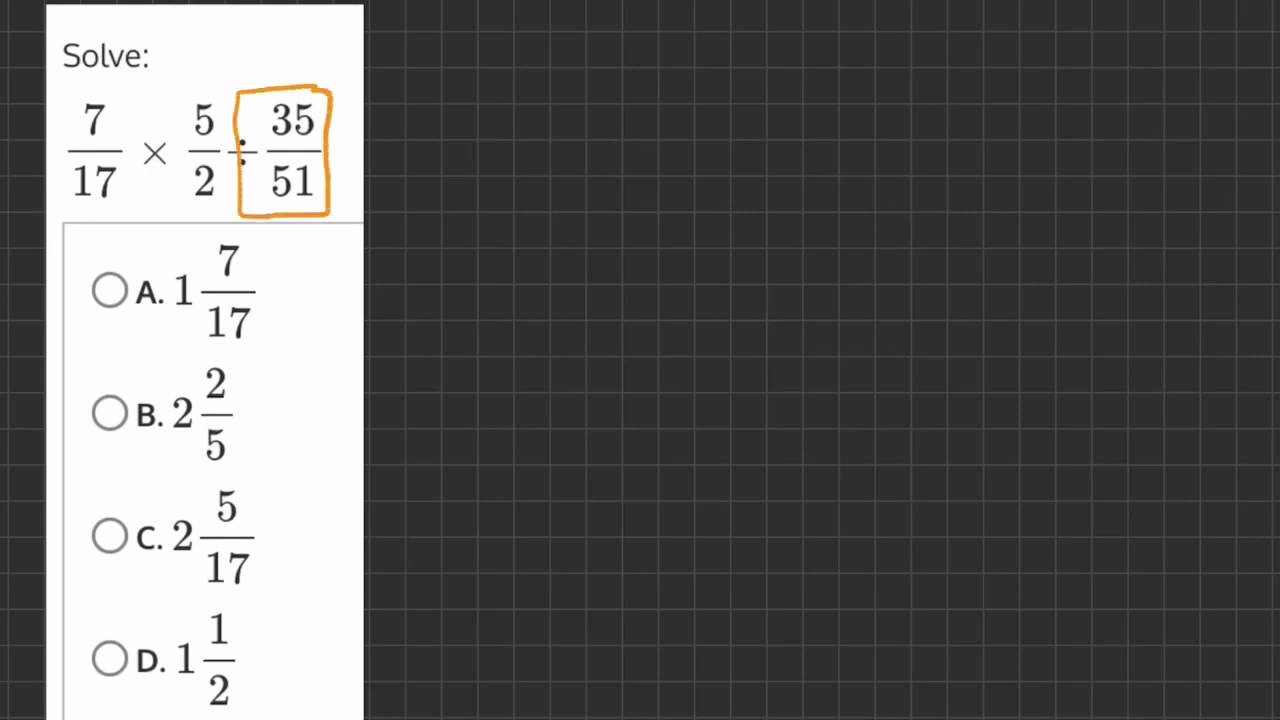 Solve:
7/17 × 5/2 ÷ 35/51
A. 1 7/17
B. 2 2/5
C. 2 5/17
D. 1 1/2